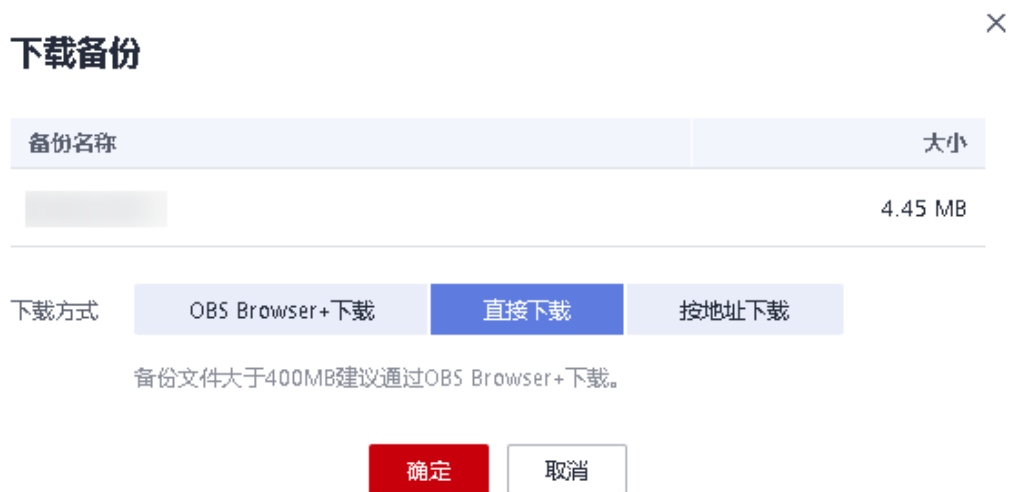 下载备份
备份名称 大小
4.45 MB
下载方式 OBS Browser+下载 直接下载 按地址下载
备份文件大于400MB建议通过OBS Browser+下载。
确定 取消